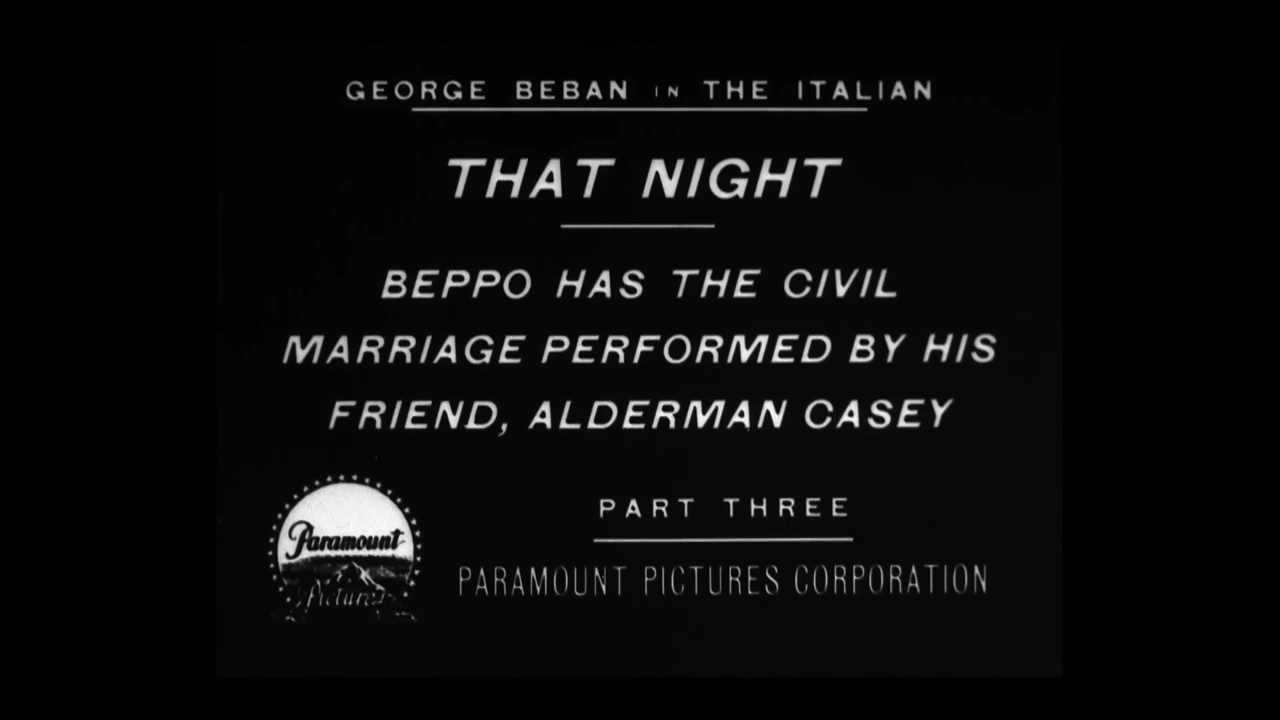 GEORGE BEBAN IN THE ITALIAN
THAT NIGHT
BEPPO HAS THE CIVIL
MARRIAGE PERFORMED BY HIS
FRIEND, ALDERMAN CASEY
Paramount
Pictures
PART THREE
PARAMOUNT PICTURES CORPORATION